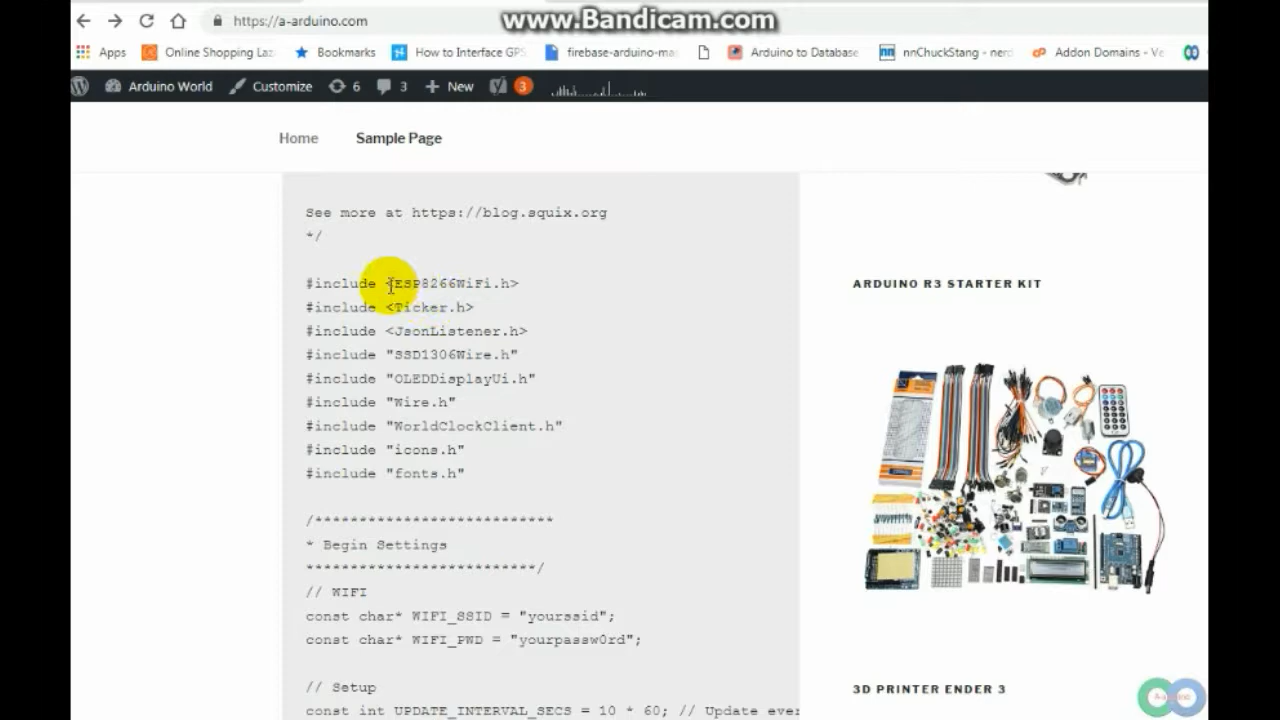 www.Bandicam.com
https://a-arduino.com
Apps Online Shopping Laz Bookmarks How to Interface GPS firebase-arduino-ma Arduino to Database nnChuckStang - nerd Addon Domains - Ve
Arduino World Customize 6 3 New 3
Home Sample Page
See more at https://blog.squix.org
*/
#include <ESP8266WiFi.h>
#include <Ticker.h>
#include <JsonListener.h>
#include "SSD1306Wire.h"
#include "OLEDDisplayUi.h"
#include "Wire.h"
#include "WorldClockClient.h"
#include "icons.h"
#include "fonts.h"
/***************************
* Begin Settings
**************************/
// WIFI
const char* WIFI_SSID = "yourssid";
const char* WIFI_PWD = "yourpassw0rd";
// Setup
const int UPDATE_INTERVAL_SECS = 10 * 60; // Update ever
ARDUINO R3 STARTER KIT
3D PRINTER ENDER 3